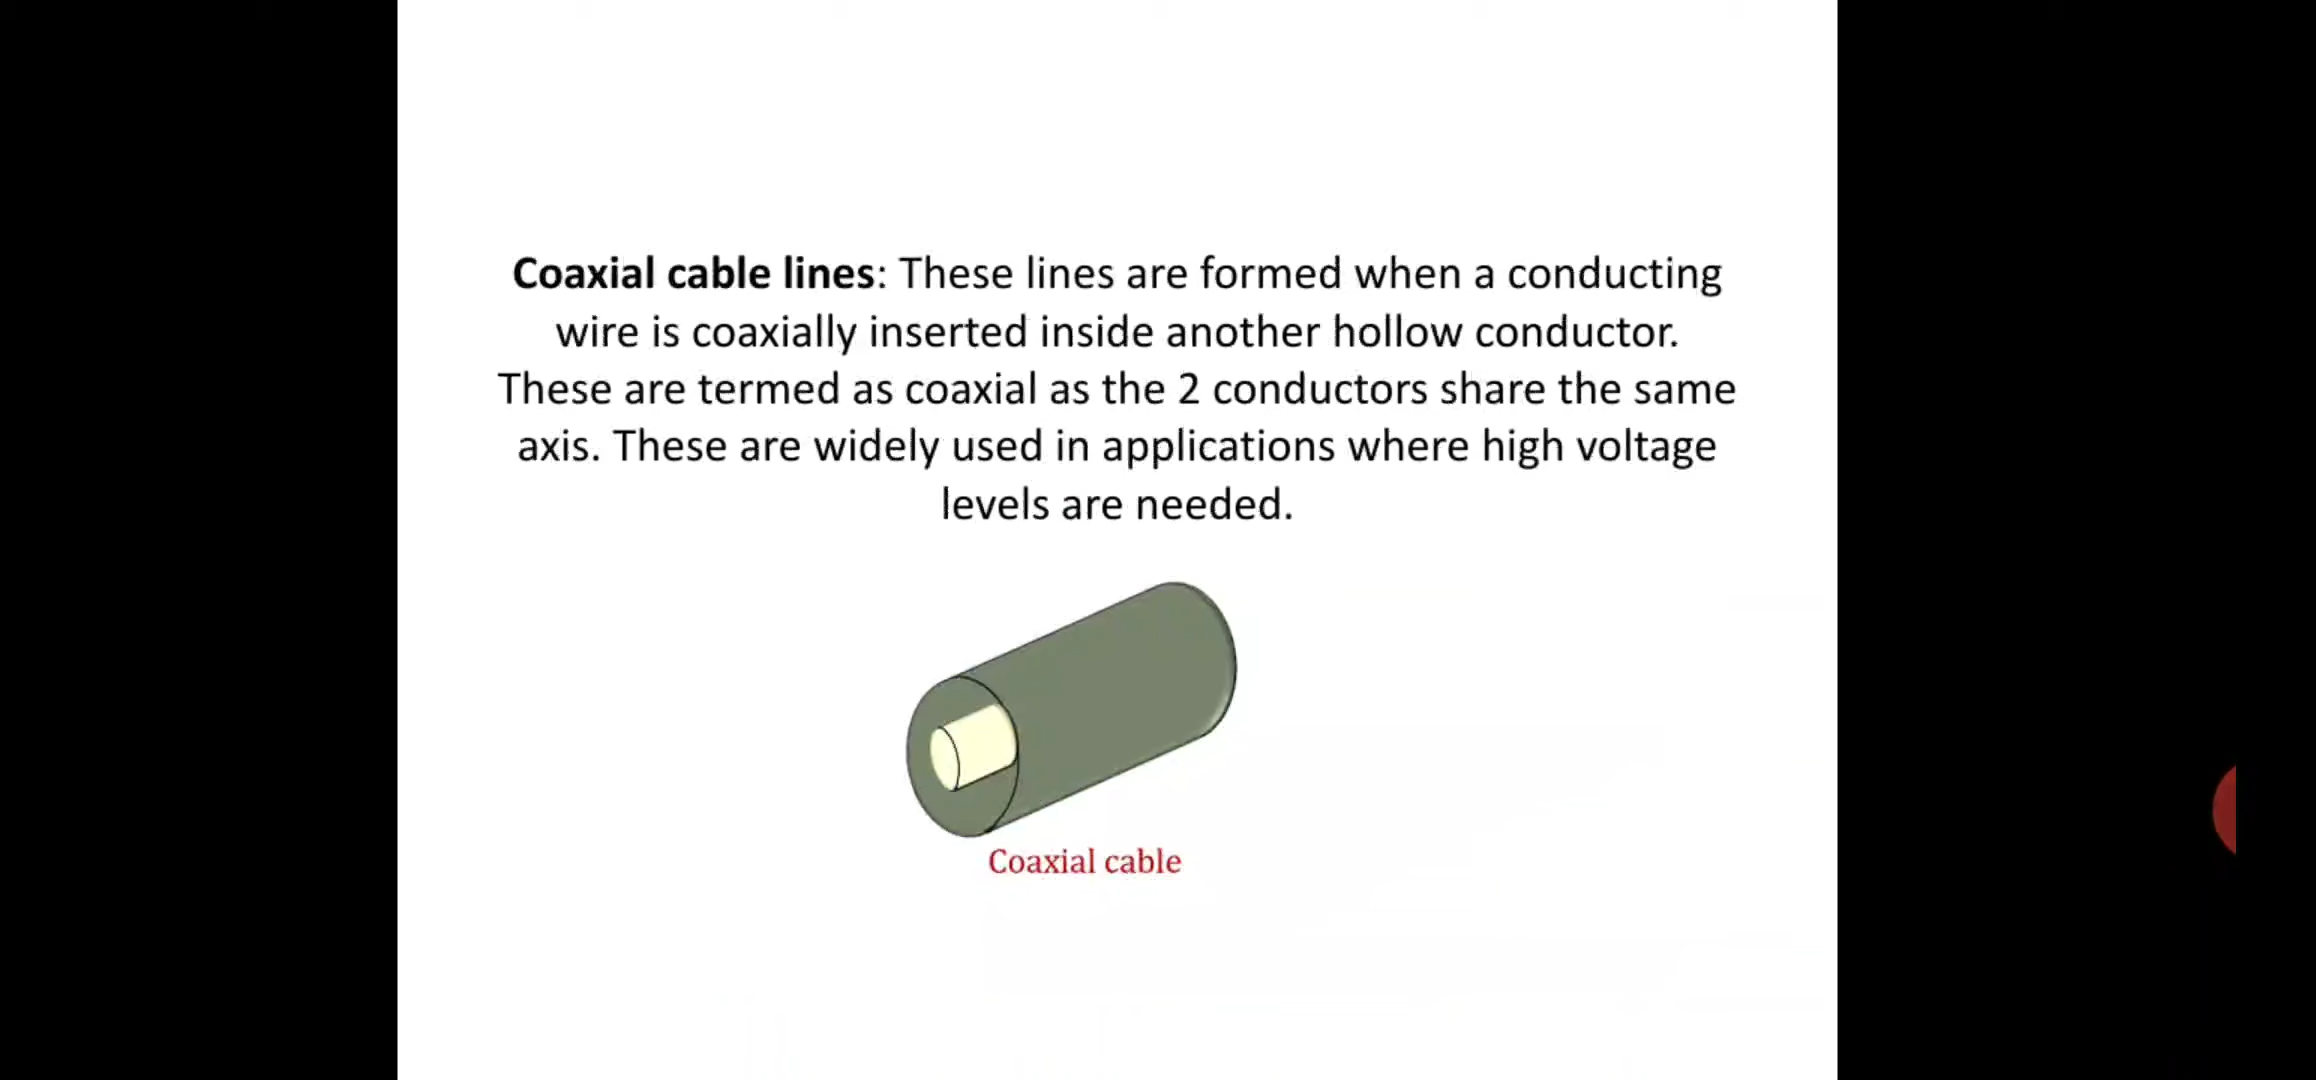 Coaxial cable lines: These lines are formed when a conducting
wire is coaxially inserted inside another hollow conductor.
These are termed as coaxial as the 2 conductors share the same
axis. These are widely used in applications where high voltage
levels are needed.
Coaxial cable